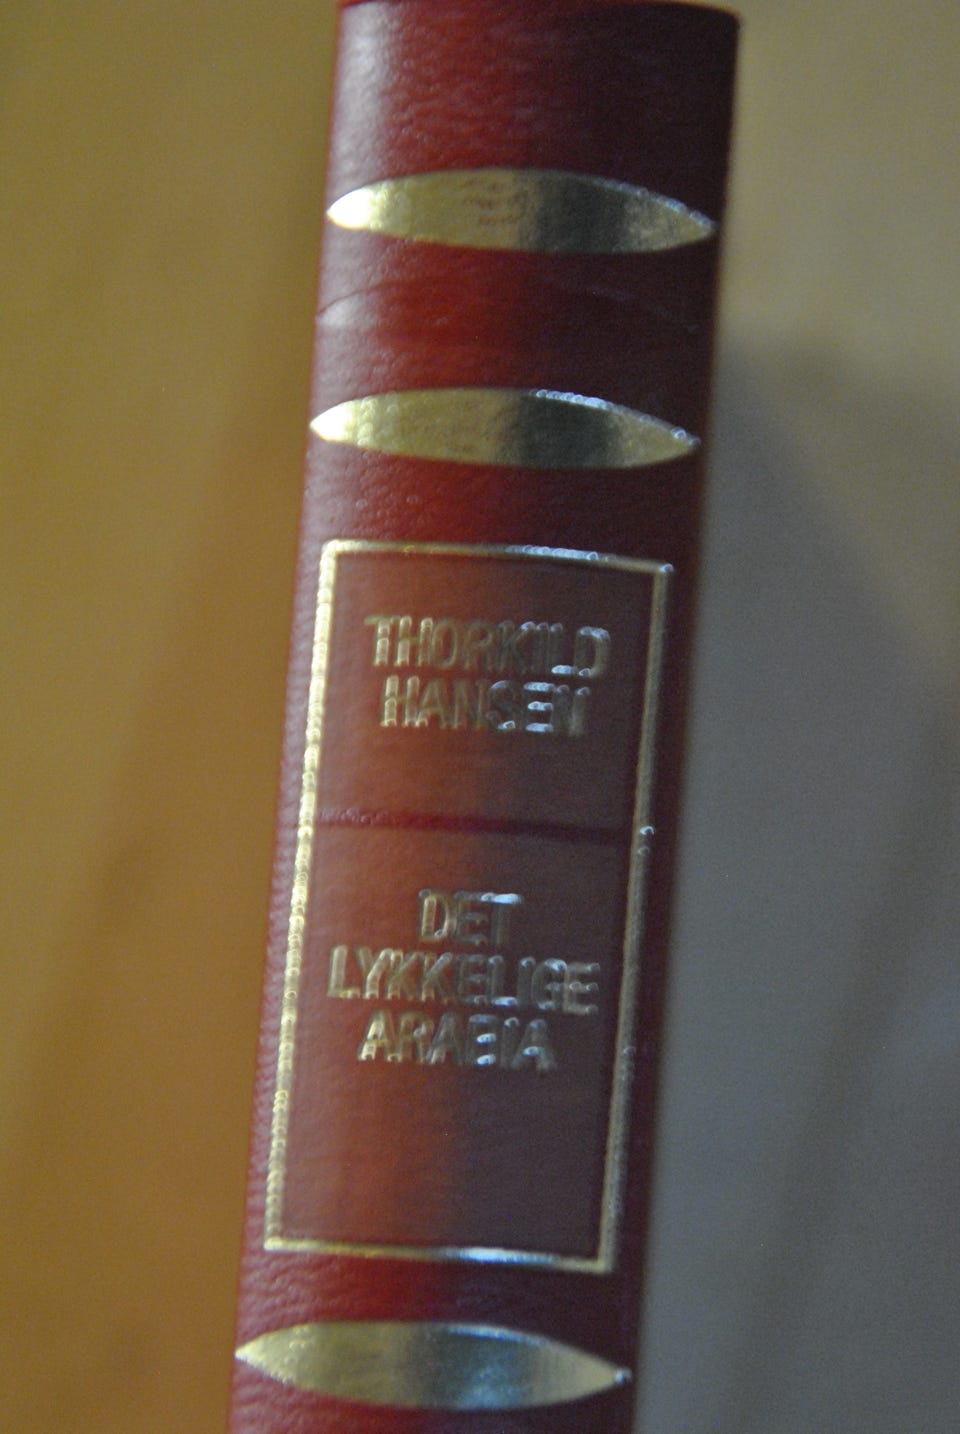 THORKILD
HANSEN
DET
LYKKELIGE
ARABIA